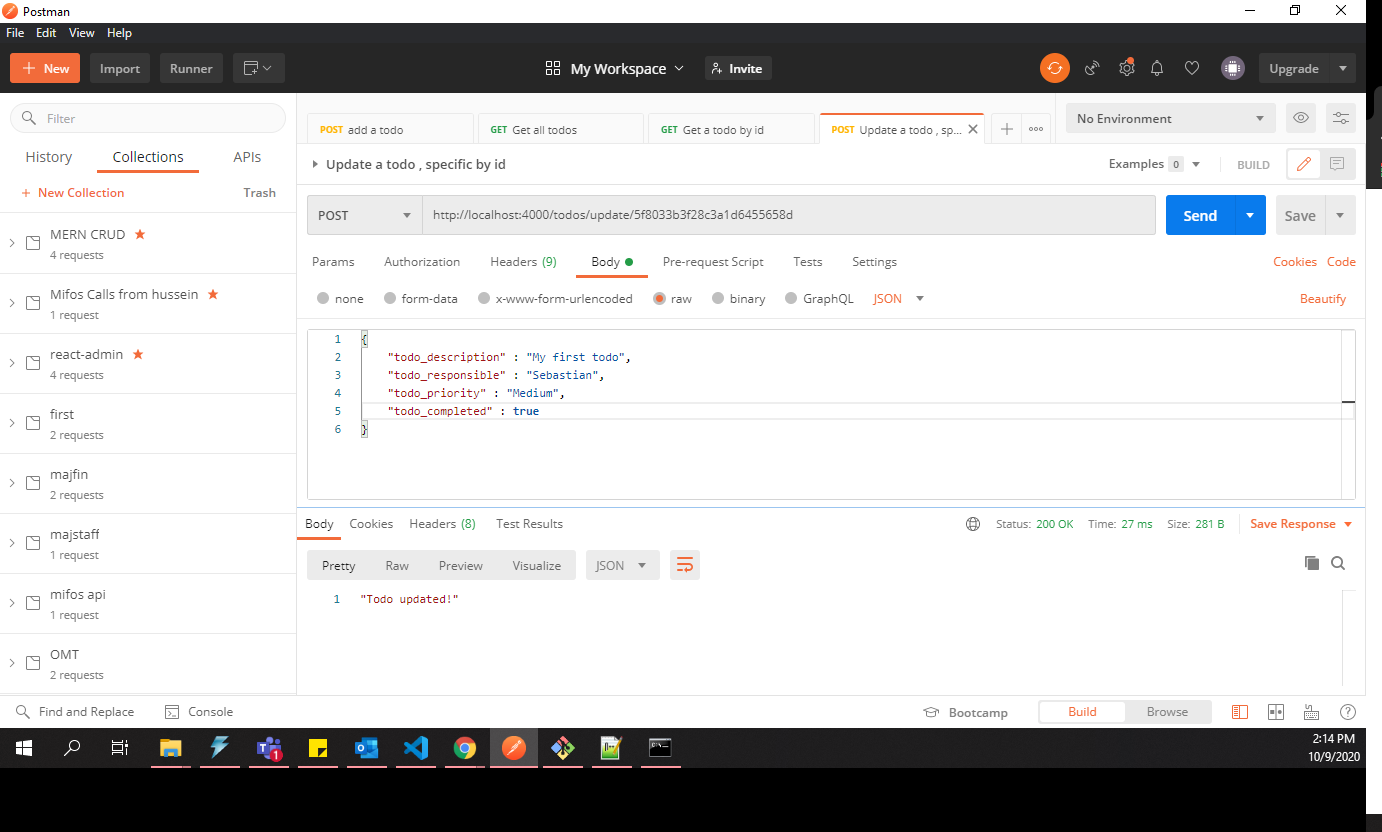 Postman
File Edit View Help
New Import Runner My Workspace Invite Upgrade
Filter
History Collections APIs
+ New Collection Trash
MERN CRUD ★
4 requests
Mifos Calls from hussein ★
1 request
react-admin ★
4 requests
first
2 requests
majfin
2 requests
majstaff
1 request
mifos api
1 request
OMT
2 requests
POST add a todo GET Get all todos GET Get a todo by id POST Update a todo , sp... No Environment
Update a todo , specific by id Examples 0 BUILD
POST http://localhost:4000/todos/update/5f8033b3f28c3a1d6455658d Send Save
Params Authorization Headers (9) Body Pre-request Script Tests Settings Cookies Code
none form-data x-www-form-urlencoded raw binary GraphQL JSON Beautify
1 {
2 "todo_description" : "My first todo",
3 "todo_responsible" : "Sebastian",
4 "todo_priority" : "Medium",
5 "todo_completed" : true
6 }
Body Cookies Headers (8) Test Results Status: 200 OK Time: 27 ms Size: 281 B Save Response
Pretty Raw Preview Visualize JSON
1 "Todo updated!"
Find and Replace Console Bootcamp Build Browse
1
2:14 PM
10/9/2020